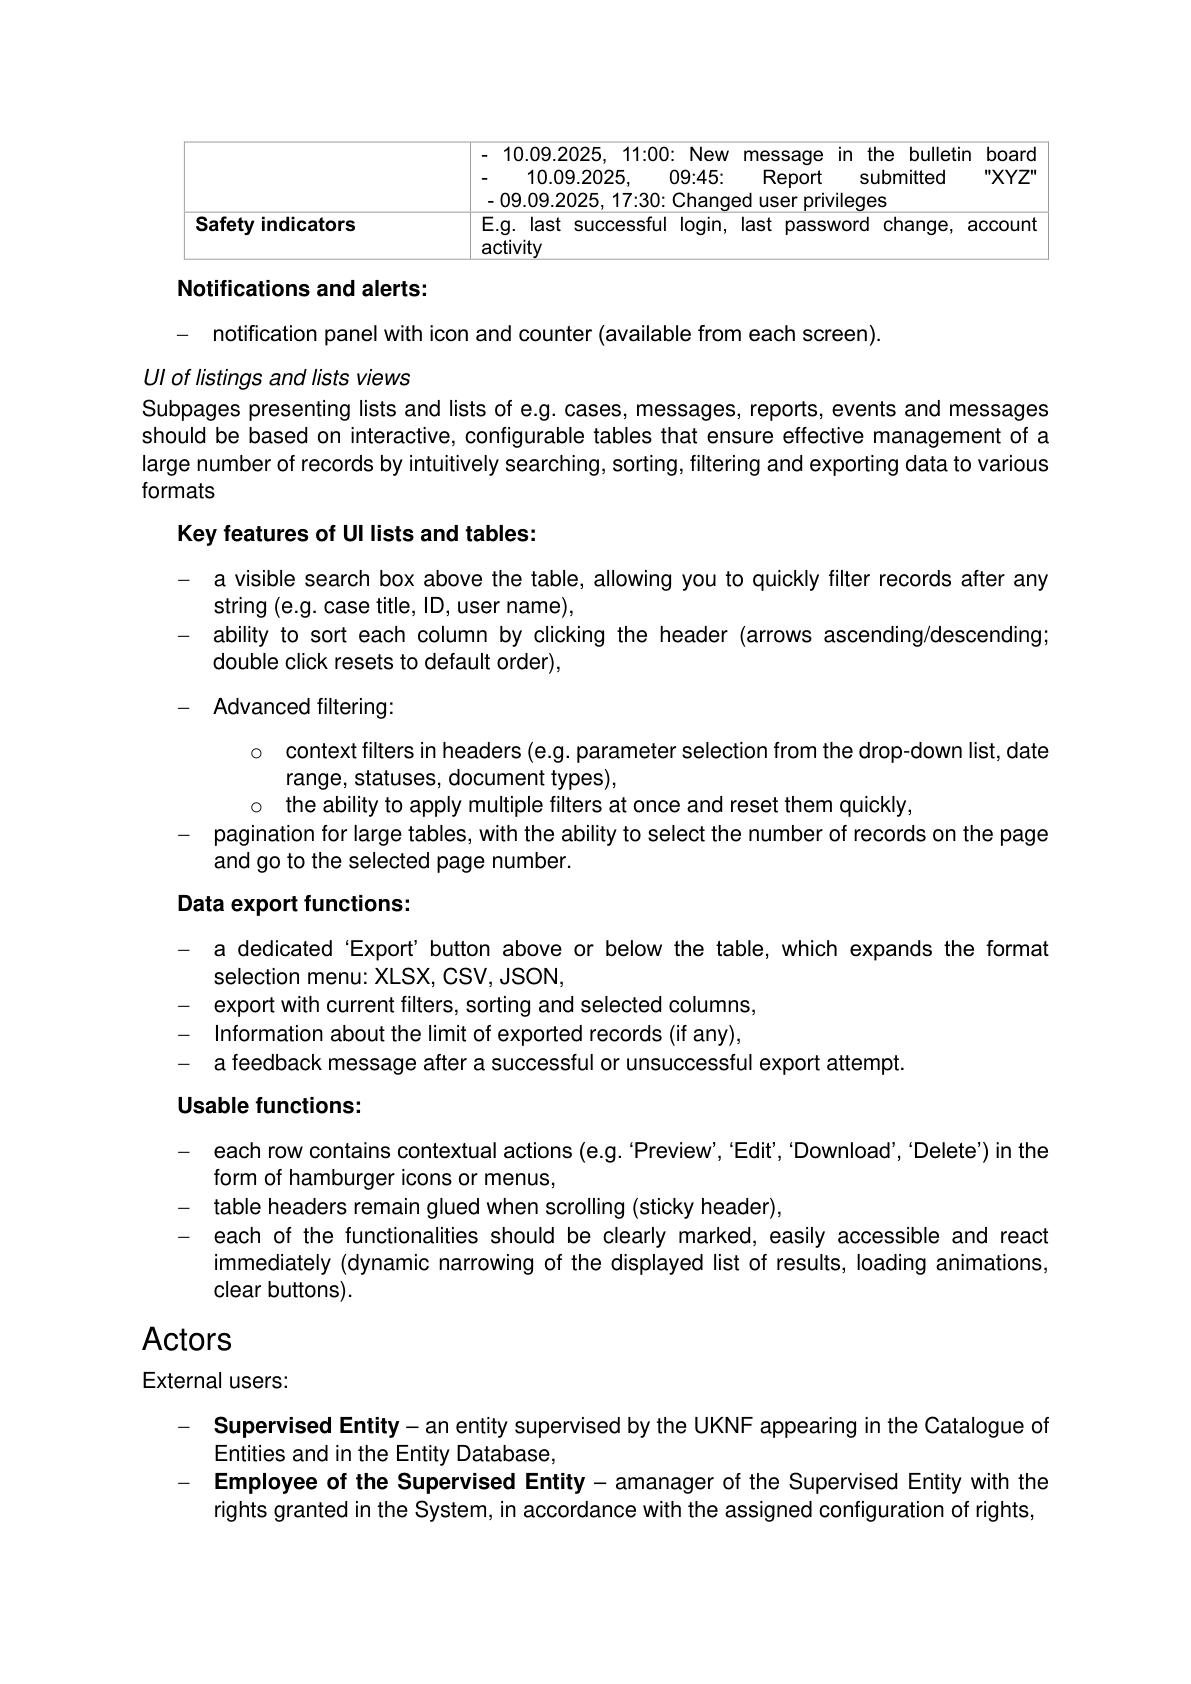 - 10.09.2025, 11:00: New message in the bulletin board
- 10.09.2025, 09:45: Report submitted "XYZ"
- 09.09.2025, 17:30: Changed user privileges
Safety indicators E.g. last successful login, last password change, account
activity
Notifications and alerts:
− notification panel with icon and counter (available from each screen).
UI of listings and lists views
Subpages presenting lists and lists of e.g. cases, messages, reports, events and messages
should be based on interactive, configurable tables that ensure effective management of a
large number of records by intuitively searching, sorting, filtering and exporting data to various
formats
Key features of UI lists and tables:
− a visible search box above the table, allowing you to quickly filter records after any
string (e.g. case title, ID, user name),
− ability to sort each column by clicking the header (arrows ascending/descending;
double click resets to default order),
− Advanced filtering:
o context filters in headers (e.g. parameter selection from the drop-down list, date
range, statuses, document types),
o the ability to apply multiple filters at once and reset them quickly,
− pagination for large tables, with the ability to select the number of records on the page
and go to the selected page number.
Data export functions:
− a dedicated ‘Export’ button above or below the table, which expands the format
selection menu: XLSX, CSV, JSON,
− export with current filters, sorting and selected columns,
− Information about the limit of exported records (if any),
− a feedback message after a successful or unsuccessful export attempt.
Usable functions:
− each row contains contextual actions (e.g. ‘Preview’, ‘Edit’, ‘Download’, ‘Delete’) in the
form of hamburger icons or menus,
− table headers remain glued when scrolling (sticky header),
− each of the functionalities should be clearly marked, easily accessible and react
immediately (dynamic narrowing of the displayed list of results, loading animations,
clear buttons).
Actors
External users:
− Supervised Entity – an entity supervised by the UKNF appearing in the Catalogue of
Entities and in the Entity Database,
− Employee of the Supervised Entity – amanager of the Supervised Entity with the
rights granted in the System, in accordance with the assigned configuration of rights,